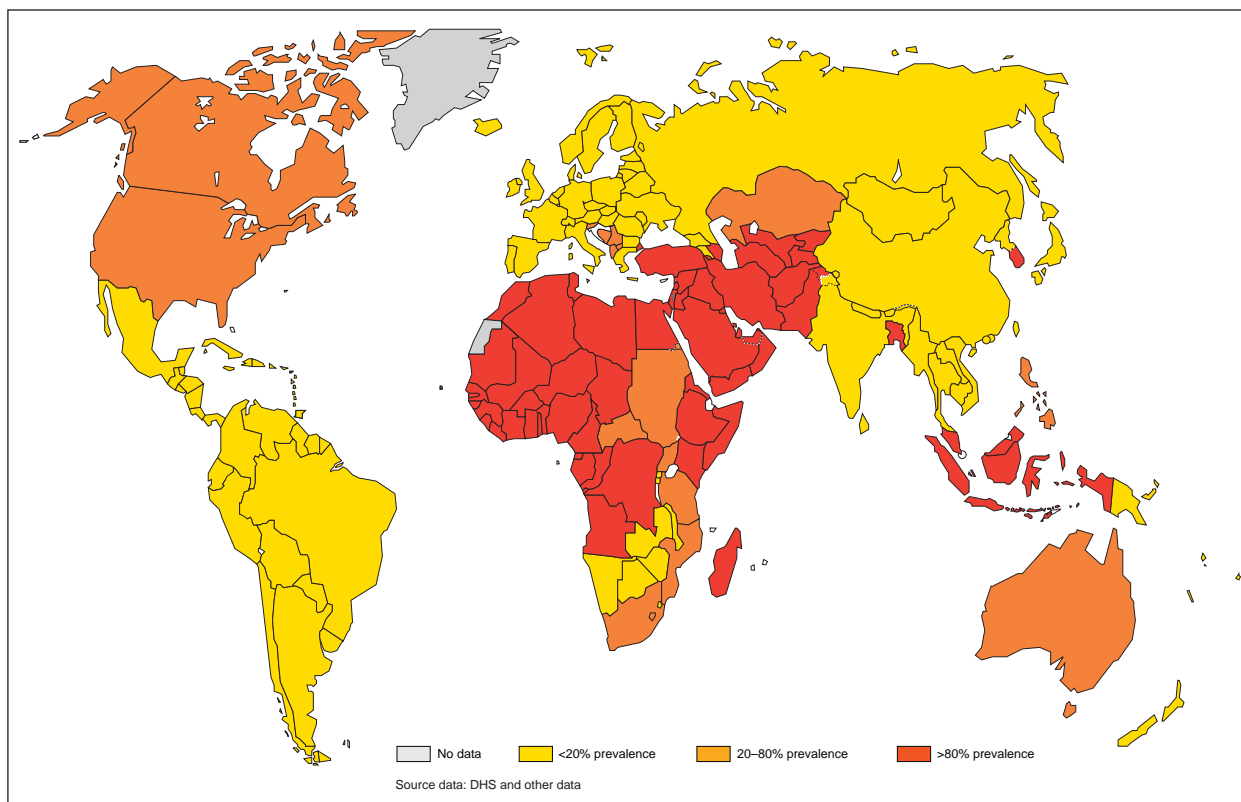 No data
<20% prevalence
20–80% prevalence
>80% prevalence
Source data: DHS and other data